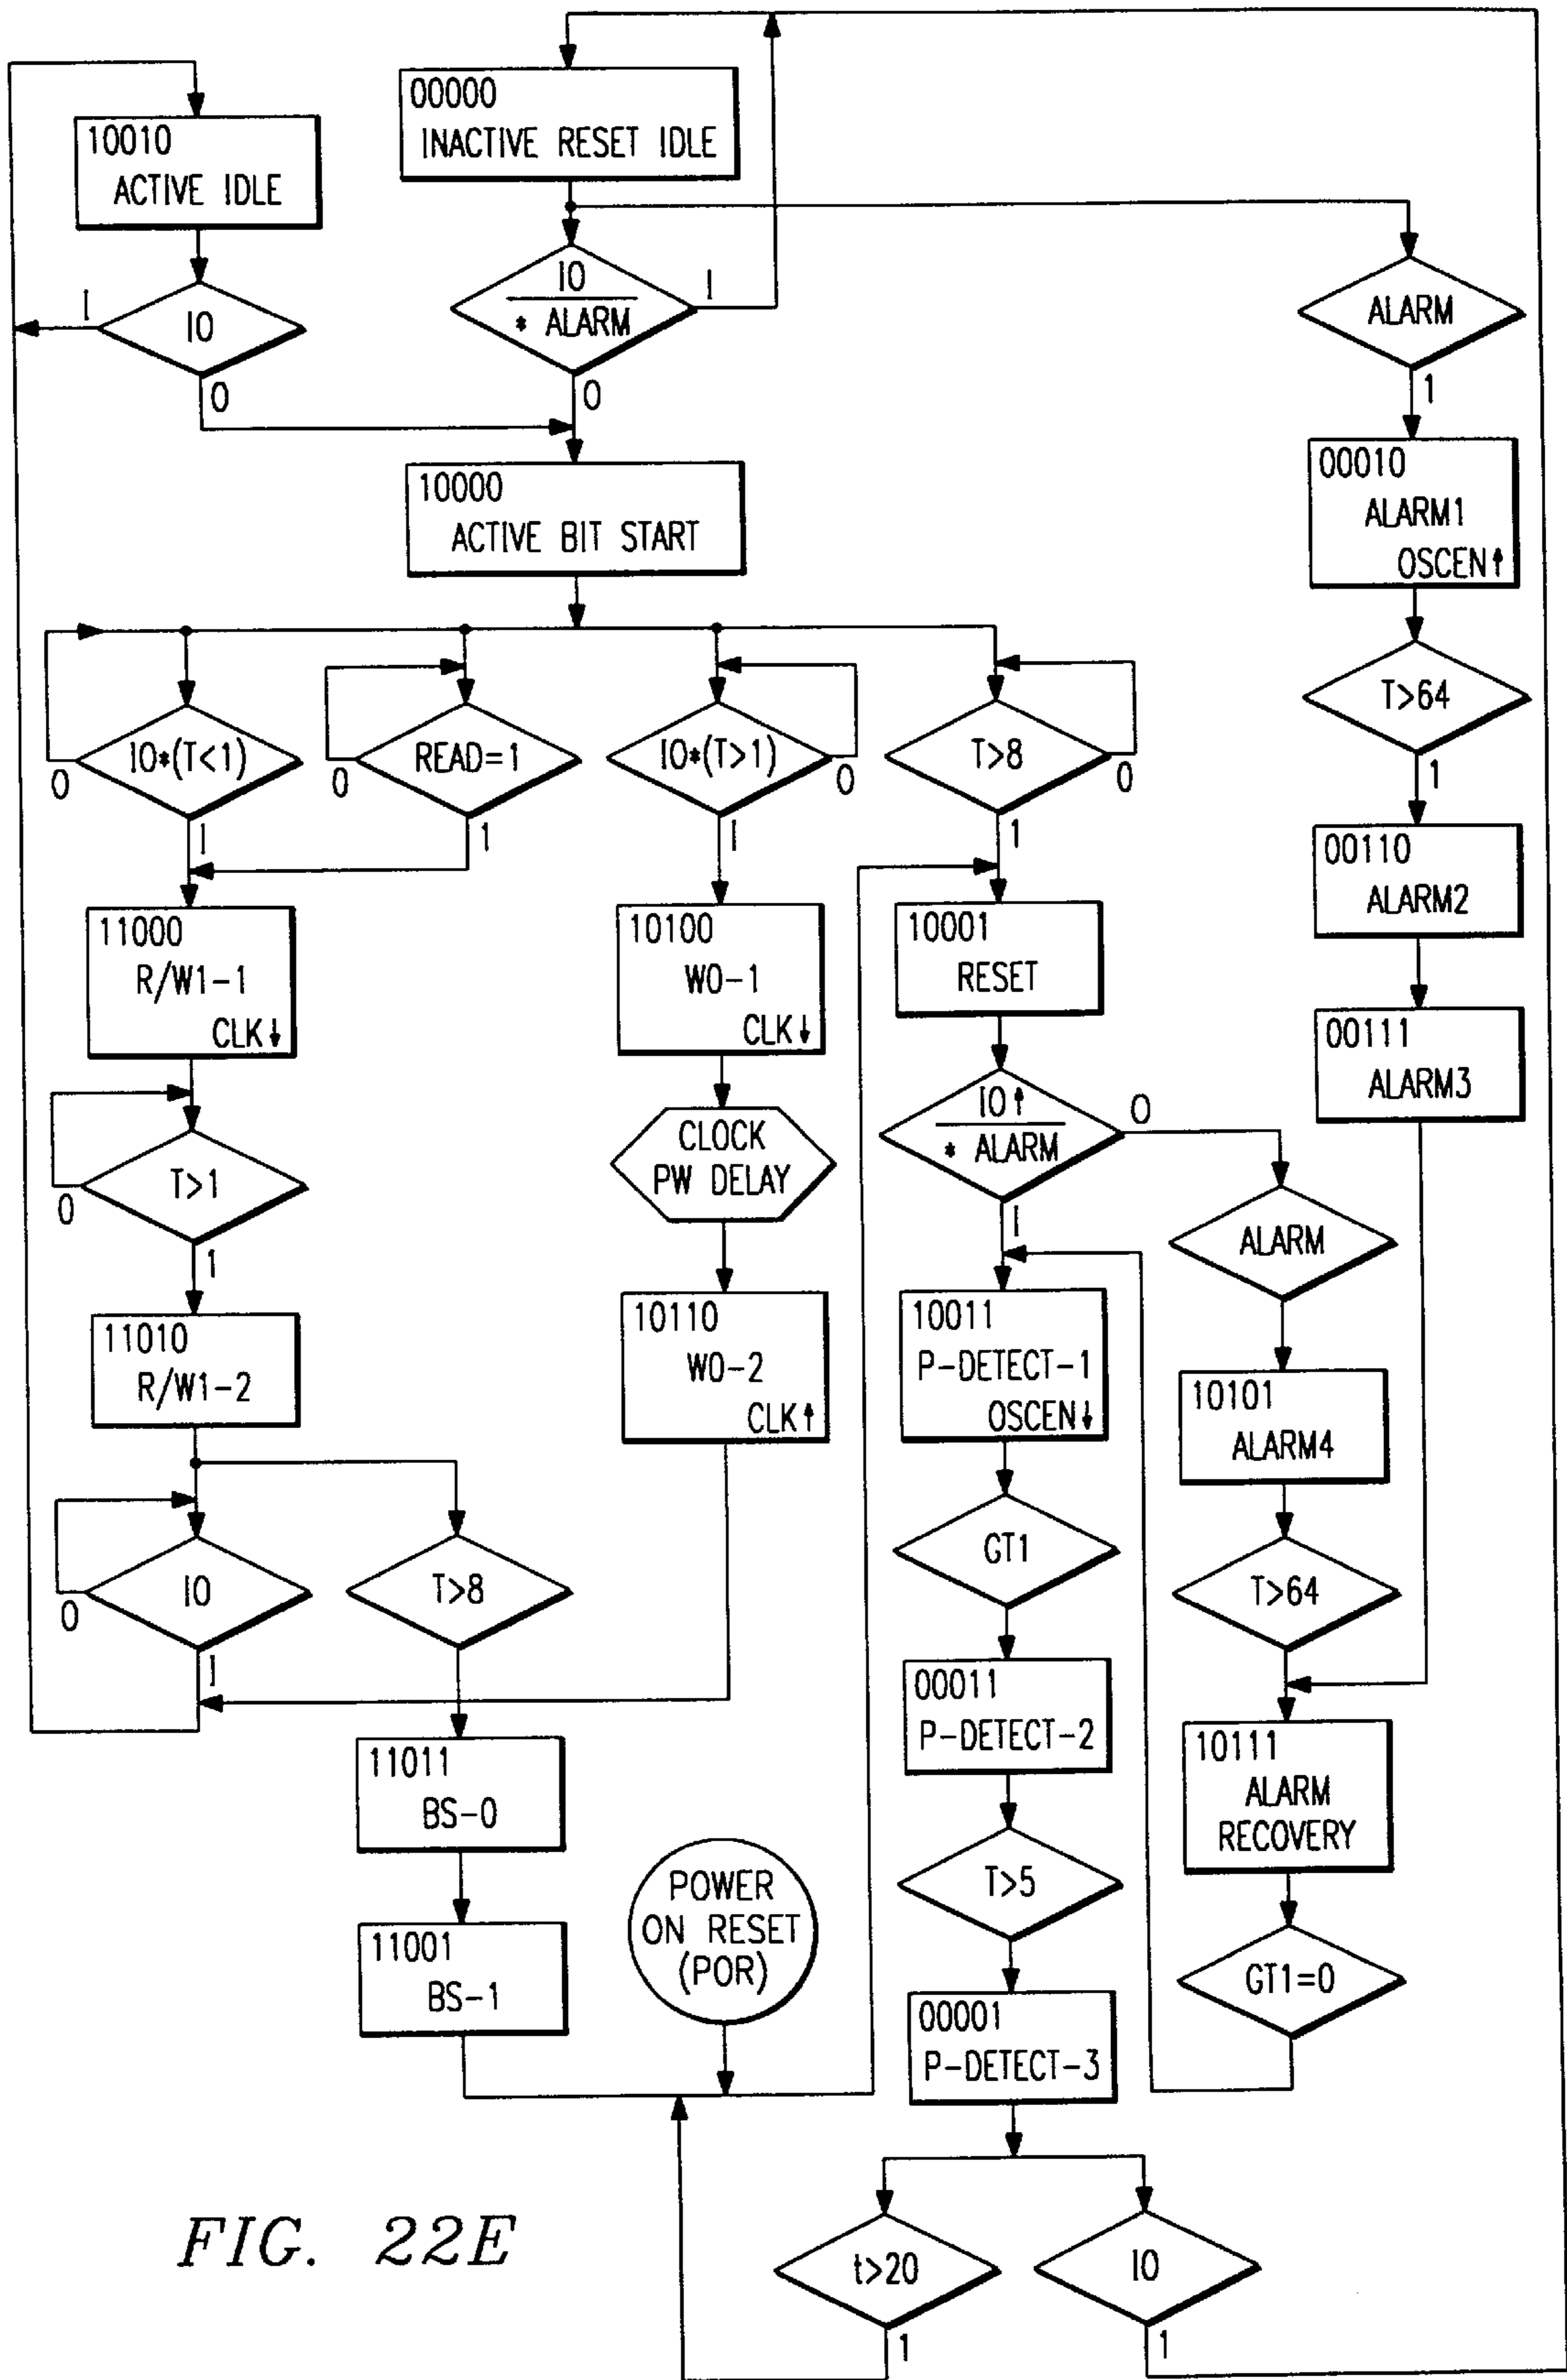 00000
INACTIVE RESET IDLE
10010
ACTIVE IDLE
IO
1
0
IO
* ALARM
1
0
ALARM
1
10000
ACTIVE BIT START
00010
ALARM1
OSCEN↑
T>64
1
IO*(T<1)
0
1
READ=1
0
1
IO*(T>1)
0
1
T>8
0
1
00110
ALARM2
11000
R/W1-1
CLK↓
10100
W0-1
CLK↓
10001
RESET
00111
ALARM3
T>1
0
1
CLOCK
PW DELAY
IO↑
* ALARM
0
1
ALARM
11010
R/W1-2
10110
W0-2
CLK↑
10011
P-DETECT-1
OSCEN↓
10101
ALARM4
IO
0
1
T>8
GT1
T>64
00011
P-DETECT-2
10111
ALARM
RECOVERY
11011
BS-0
POWER
ON RESET
(POR)
T>5
11001
BS-1
GT1=0
00001
P-DETECT-3
t>20
1
IO
1
FIG. 22E